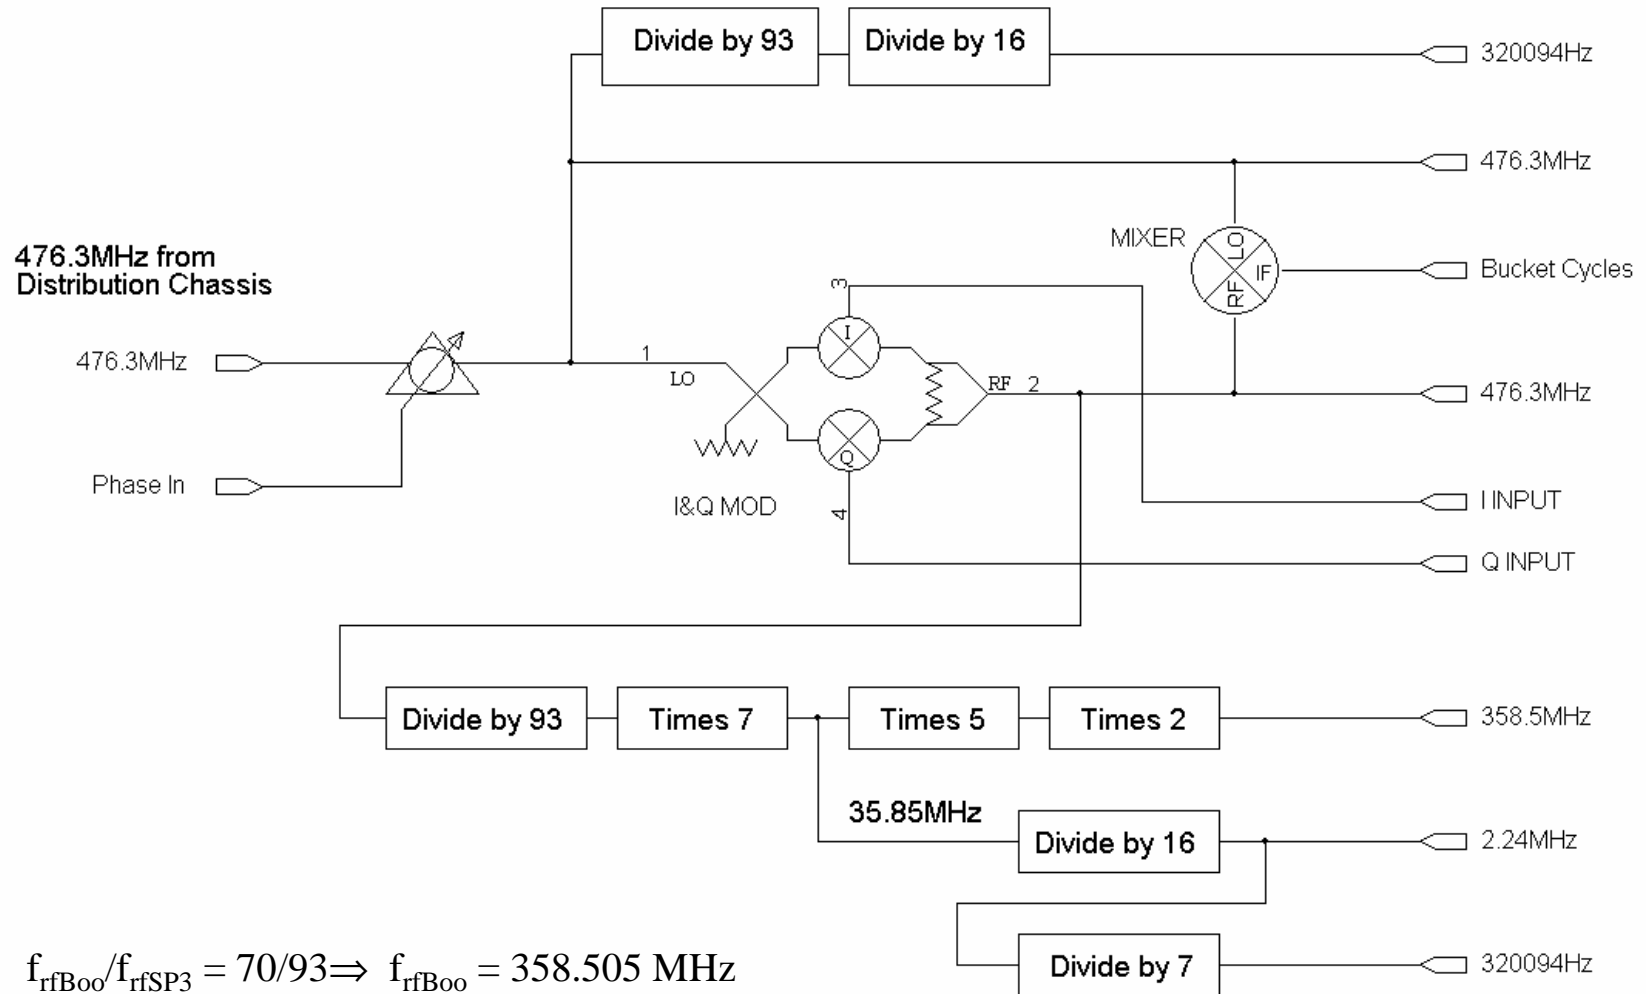 Divide by 93
Divide by 16
320094Hz
476.3MHz
MIXER
LO
IF
RF
Bucket Cycles
476.3MHz from
Distribution Chassis
476.3MHz
1
LO
3
I
Q
4
RF 2
476.3MHz
Phase In
I&Q MOD
I INPUT
Q INPUT
Divide by 93
Times 7
Times 5
Times 2
358.5MHz
35.85MHz
Divide by 16
2.24MHz
Divide by 7
320094Hz
frfBoo/frfSP3 = 70/93⇒ frfBoo = 358.505 MHz